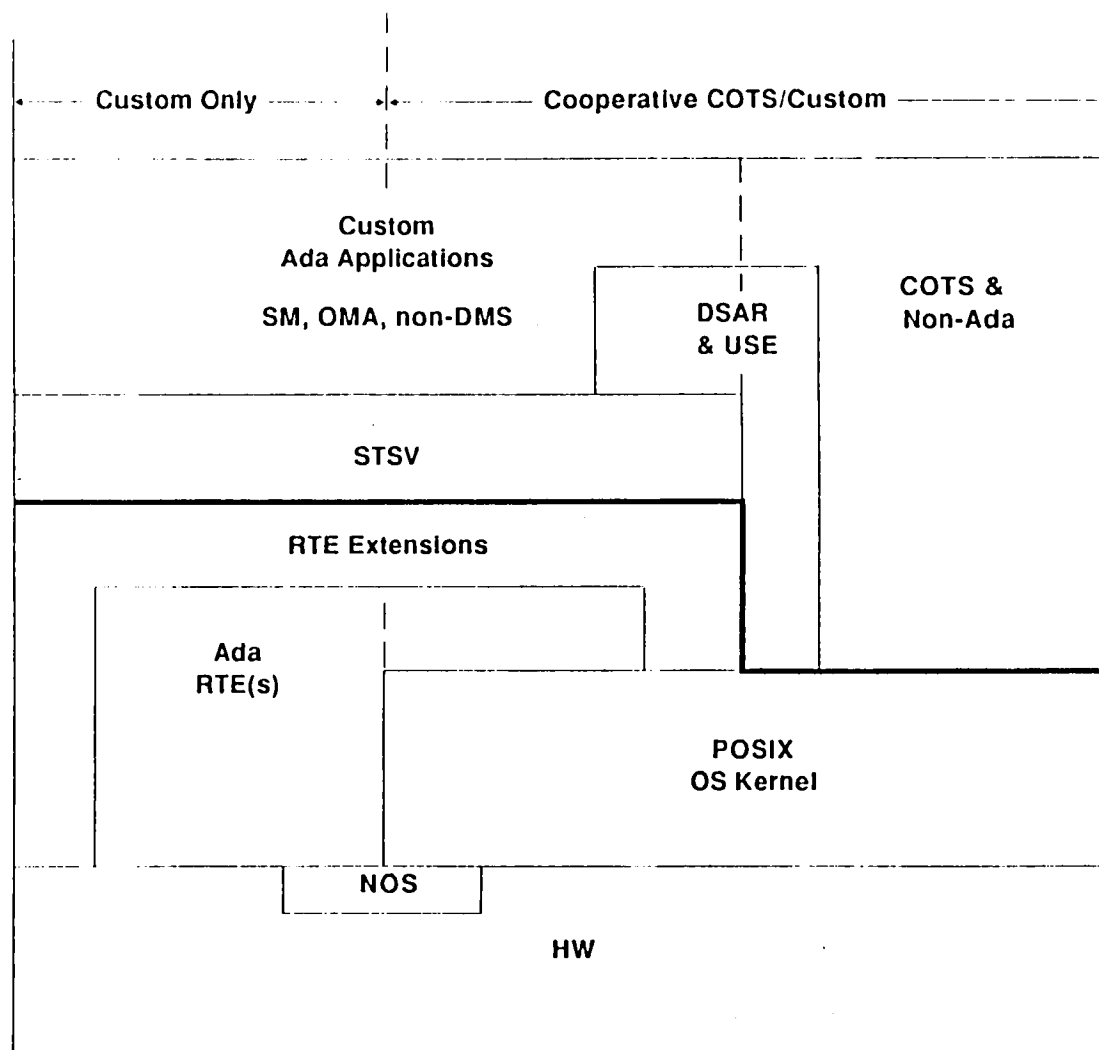 Custom Only
Cooperative COTS/Custom
Custom
Ada Applications
SM, OMA, non-DMS
DSAR
& USE
COTS &
Non-Ada
STSV
RTE Extensions
Ada
RTE(s)
POSIX
OS Kernel
NOS
HW